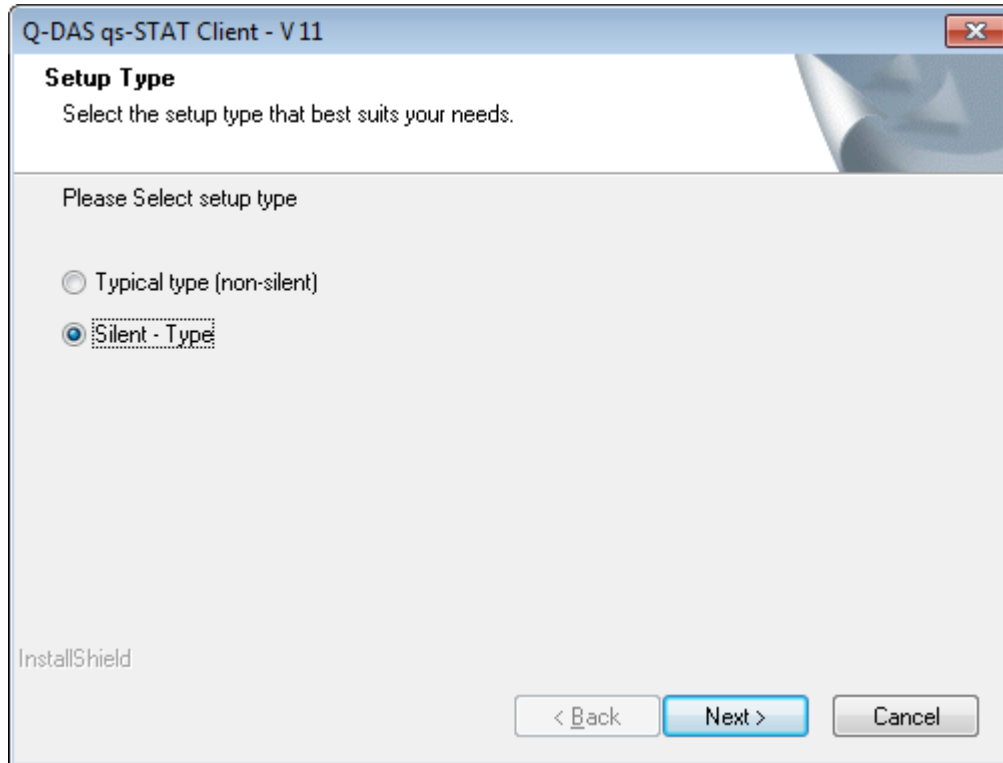 Q-DAS qs-STAT Client - V 11
Setup Type
Select the setup type that best suits your needs.
Please Select setup type
Typical type (non-silent)
Silent - Type
InstallShield
< Back
Next >
Cancel